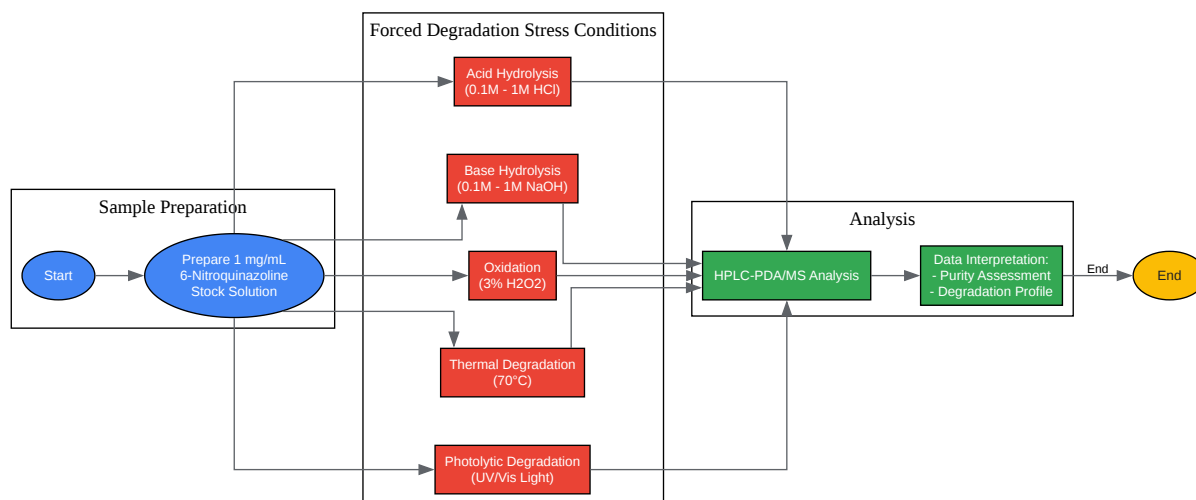 Forced Degradation Stress Conditions
Acid Hydrolysis
(0.1M - 1M HCl)
Base Hydrolysis
(0.1M - 1M NaOH)
Sample Preparation
Start
Prepare 1 mg/mL
6-Nitroquinazoline
Stock Solution
Oxidation
(3% H2O2)
Thermal Degradation
(70°C)
Photolytic Degradation
(UV/Vis Light)
Analysis
HPLC-PDA/MS Analysis
Data Interpretation:
- Purity Assessment
- Degradation Profile
End
End